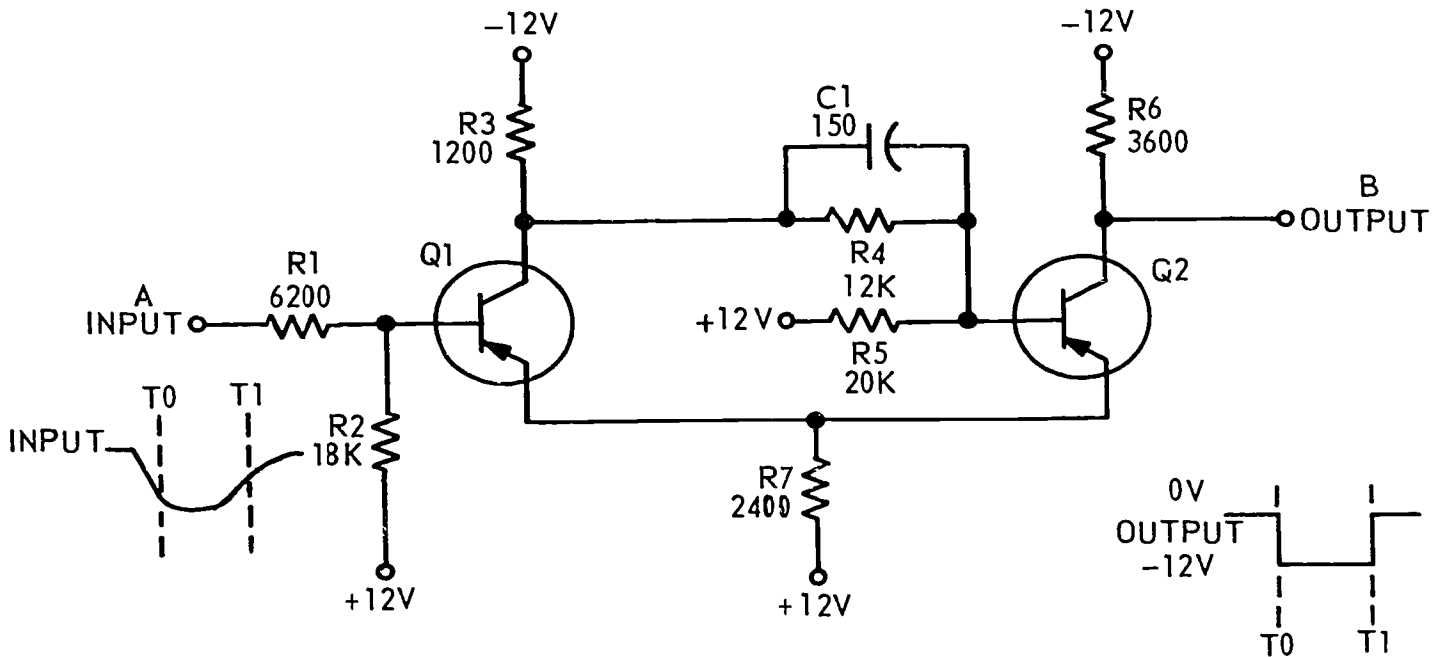 −12V
−12V
C1
150
R3
1200
R6
3600
B
OUTPUT
Q1
R4
12K
Q2
R1
6200
A
INPUT
+12V
R5
20K
T0
T1
INPUT
R2
18K
R7
2400
0V
OUTPUT
−12V
+12V
+12V
T0
T1